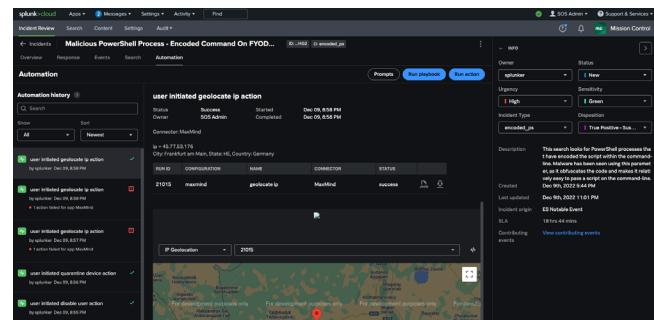 splunk>cloud Apps Messages Settings Activity Find SOS Admin Support & Services
Incident Review Search Content Settings Audit Mission Control
Incidents Malicious PowerShell Process - Encoded Command On FYOD... encoded_ps
Overview Response Events Search Automation
Automation Prompts Run playbook Run action
Automation history
Search
Show Sort
All Newest
user initiated geolocate ip action
by splunker Dec 09, 8:58 PM
user initiated geolocate ip action
by splunker Dec 09, 8:58 PM
1 action failed for app MaxMind
user initiated geolocate ip action
by splunker Dec 09, 8:57 PM
1 action failed for app MaxMind
user initiated quarantine device action
by splunker Dec 09, 8:56 PM
user initiated disable user action
by splunker Dec 09, 8:55 PM
user initiated geolocate ip action
Status Success Started Dec 09, 8:58 PM
Owner SOS Admin Completed Dec 09, 8:58 PM
Connector: MaxMind
ip = 45.77.53.176
City: Frankfurt am Main, State: HE, Country: Germany
RUN ID CONFIGURATION NAME CONNECTOR STATUS
21015 maxmind geolocate ip MaxMind success
IP Geolocation 21015
For development purposes only For development purposes only
INFO
Owner Status
splunker New
Urgency Sensitivity
High Green
Incident Type Disposition
encoded_ps True Positive - Sus...
Description This search looks for PowerShell processes tha
t have encoded the script within the command-
line. Malware has been seen using this paramet
er, as it obfuscates the code and makes it relati
vely easy to pass a script on the command-line.
Created Dec 9th, 2022 5:44 PM
Last updated Dec 9th, 2022 11:01 PM
Incident origin ES Notable Event
SLA 18 hrs 44 mins
Contributing View contributing events
events